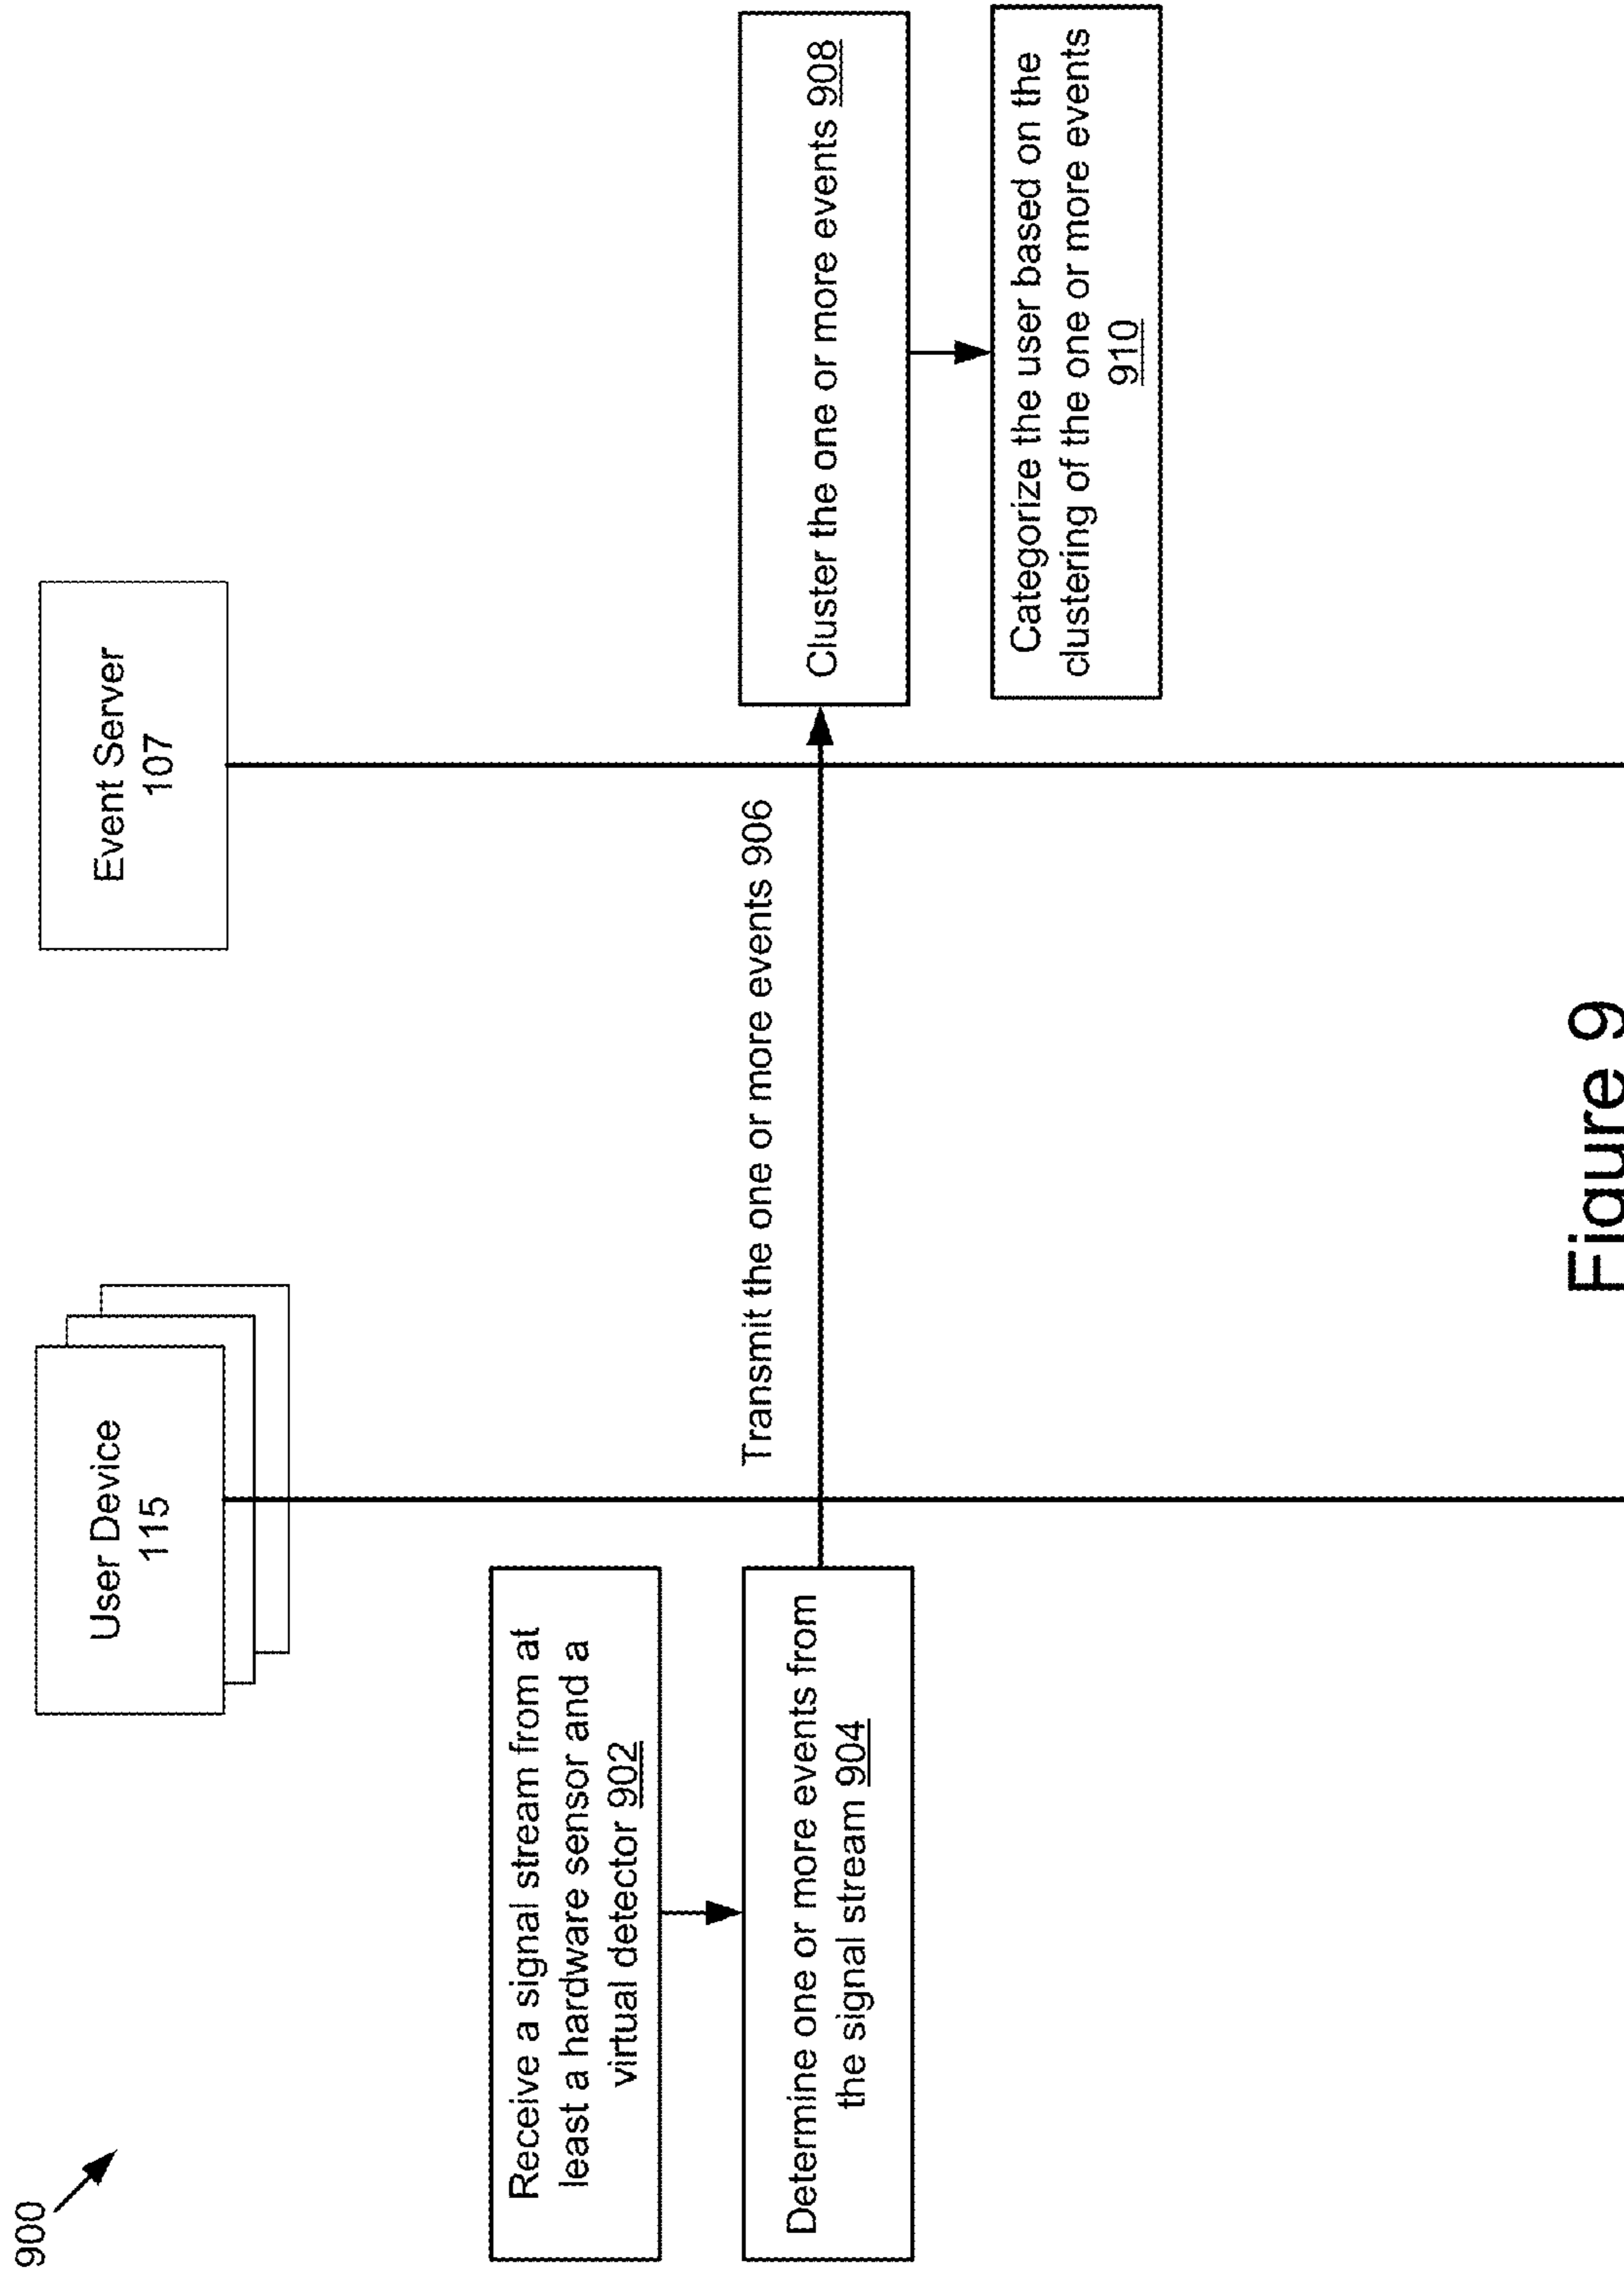 900
User Device
115
Event Server
107
Receive a signal stream from at
least a hardware sensor and a
virtual detector 902
Determine one or more events from
the signal stream 904
Transmit the one or more events 906
Cluster the one or more events 908
Categorize the user based on the
clustering of the one or more events
910
Figure 9